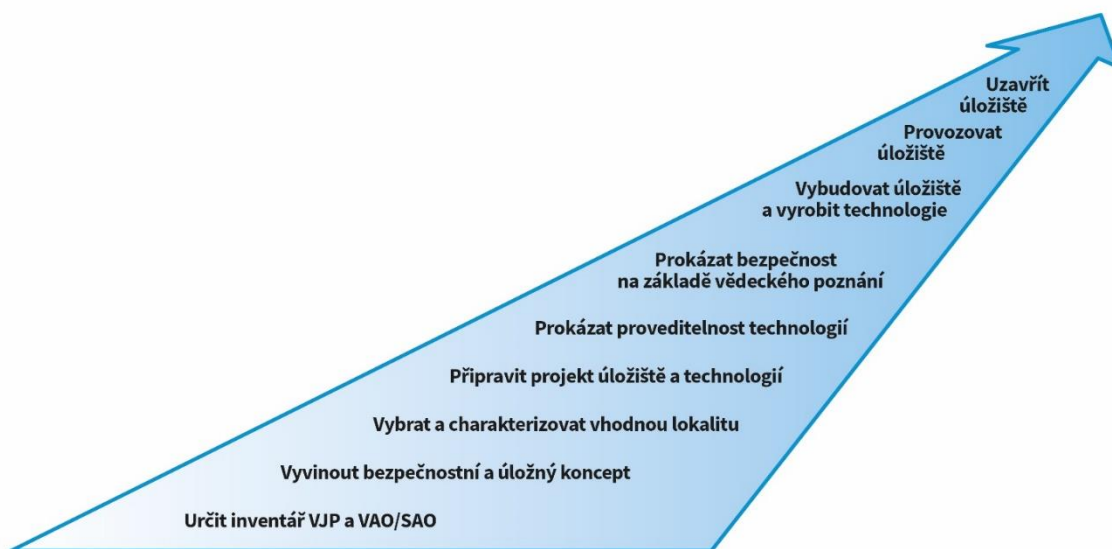 Uzavřít
úložiště
Provozovat
úložiště
Vybudovat úložiště
a vyrobit technologie
Prokázat bezpečnost
na základě vědeckého poznání
Prokázat proveditelnost technologií
Připravit projekt úložiště a technologií
Vybrat a charakterizovat vhodnou lokalitu
Vyvinout bezpečnostní a úložný koncept
Určit inventář VJP a VAO/SAO